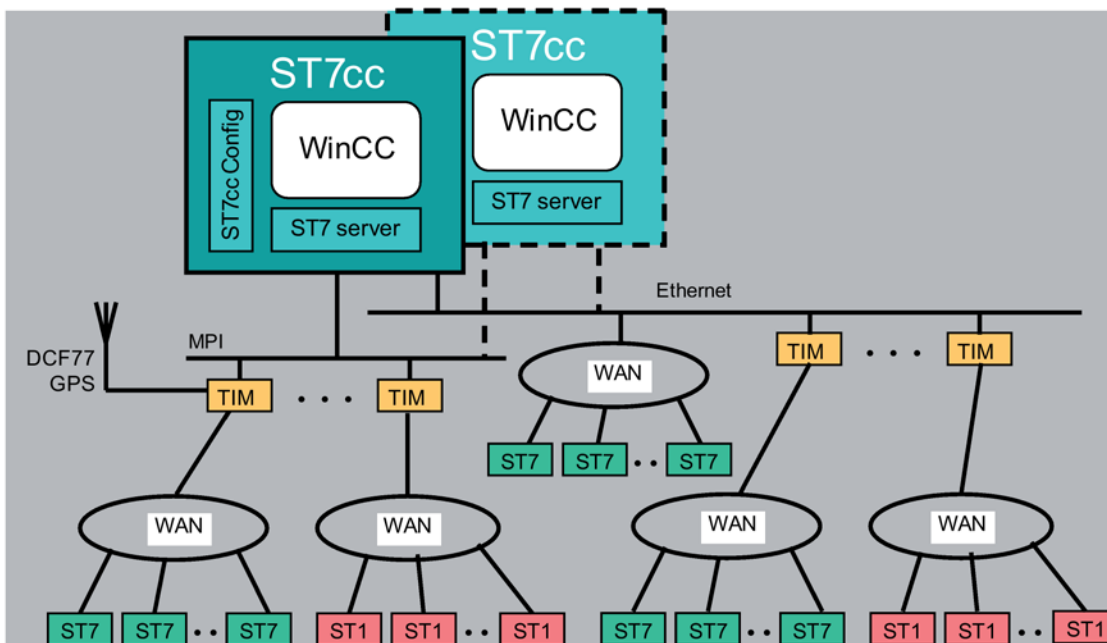 ST7cc
ST7cc
WinCC
WinCC
ST7cc Config
ST7 server
ST7 server
Ethernet
MPI
DCF77
GPS
TIM
. . .
TIM
TIM
. . .
TIM
WAN
ST7
ST7
..
ST7
WAN
WAN
WAN
WAN
ST7
ST7
..
ST7
ST1
ST1
..
ST1
ST7
ST7
..
ST7
ST1
ST1
..
ST1